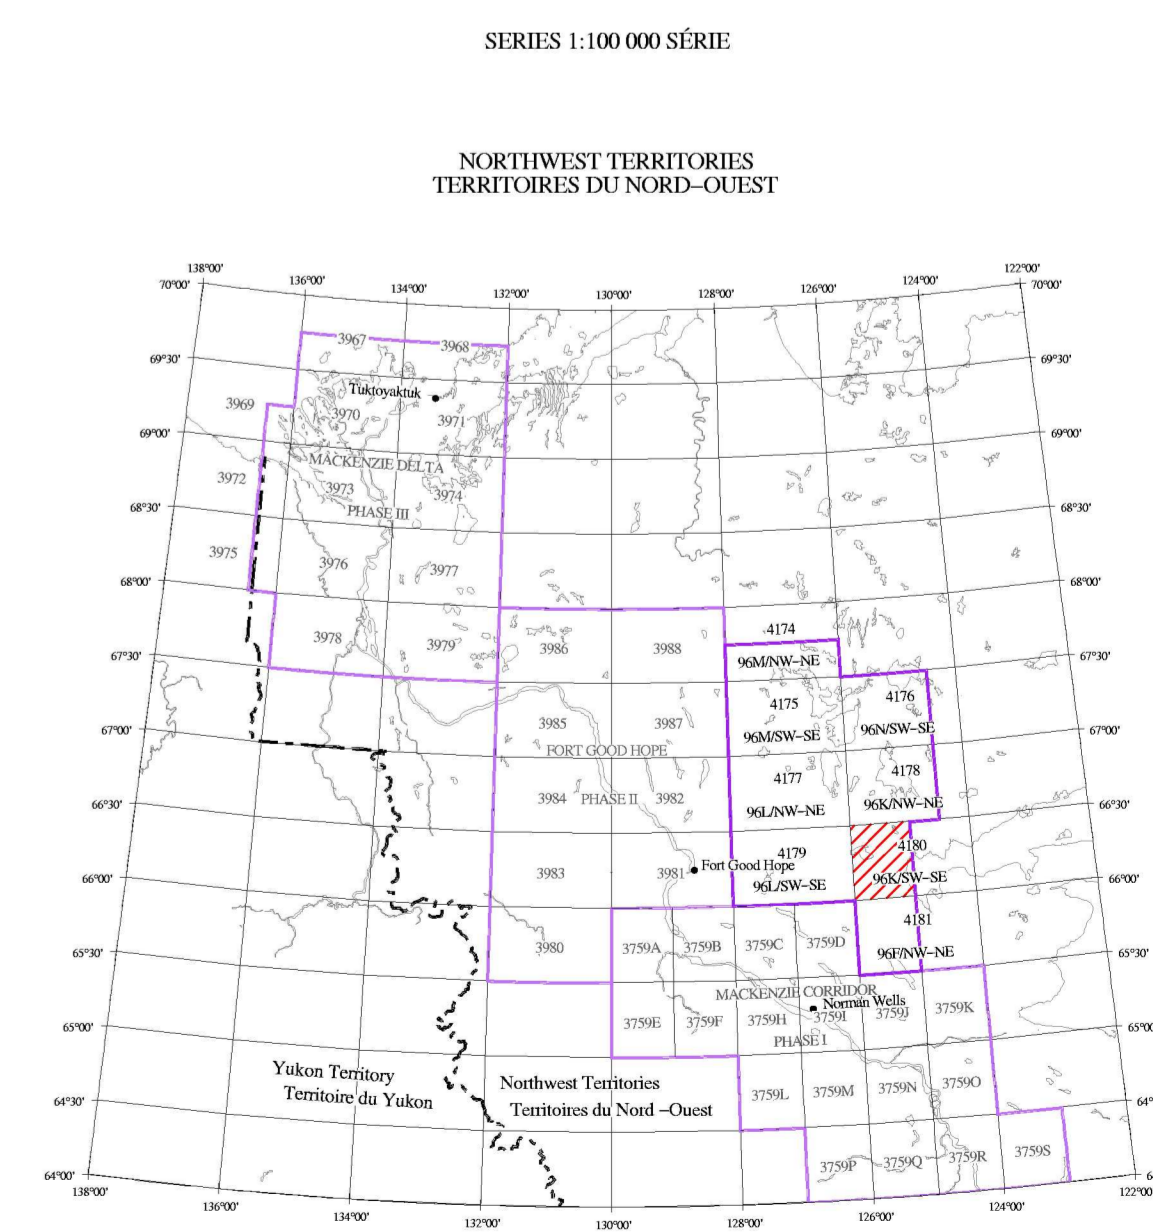 SERIES 1:100 000 SÉRIE
NORTHWEST TERRITORIES
TERRITOIRES DU NORD–OUEST
138°00'
136°00'
134°00'
132°00'
130°00'
128°00'
126°00'
124°00'
122°00'
70°00'
70°00'
3967
3968
69°30'
69°30'
Tuktoyaktuk
3969
3970
3971
69°00'
69°00'
MACKENZIE DELTA
3972
3973
3974
68°30'
PHASE III
68°30'
3975
3976
3977
68°00'
68°00'
4174
3978
3979
3986
3988
67°30'
96M/NW–NE
67°30'
3985
3987
4175
4176
67°00'
96M/SW–SE
96N/SW–SE
67°00'
FORT GOOD HOPE
4177
4178
3984
PHASE II
3982
66°30'
96L/NW–NE
96K/NW–NE
66°30'
4179
4180
3983
3981
Fort Good Hope
66°00'
96L/SW–SE
96K/SW–SE
66°00'
4181
3980
3759A
3759B
3759C
3759D
65°30'
96F/NW–NE
65°30'
MACKENZIE CORRIDOR
Norman Wells
3759E
3759F
3759H
3759I
3759J
3759K
65°00'
PHASE I
65°00'
Yukon Territory
Territoire du Yukon
Northwest Territories
Territoires du Nord –Ouest
3759L
3759M
3759N
3759O
64°30'
64°
3759P
3759Q
3759R
3759S
64°00'
6
138°00'
136°00'
134°00'
132°00'
130°00'
128°00'
126°00'
124°00'
122°00'